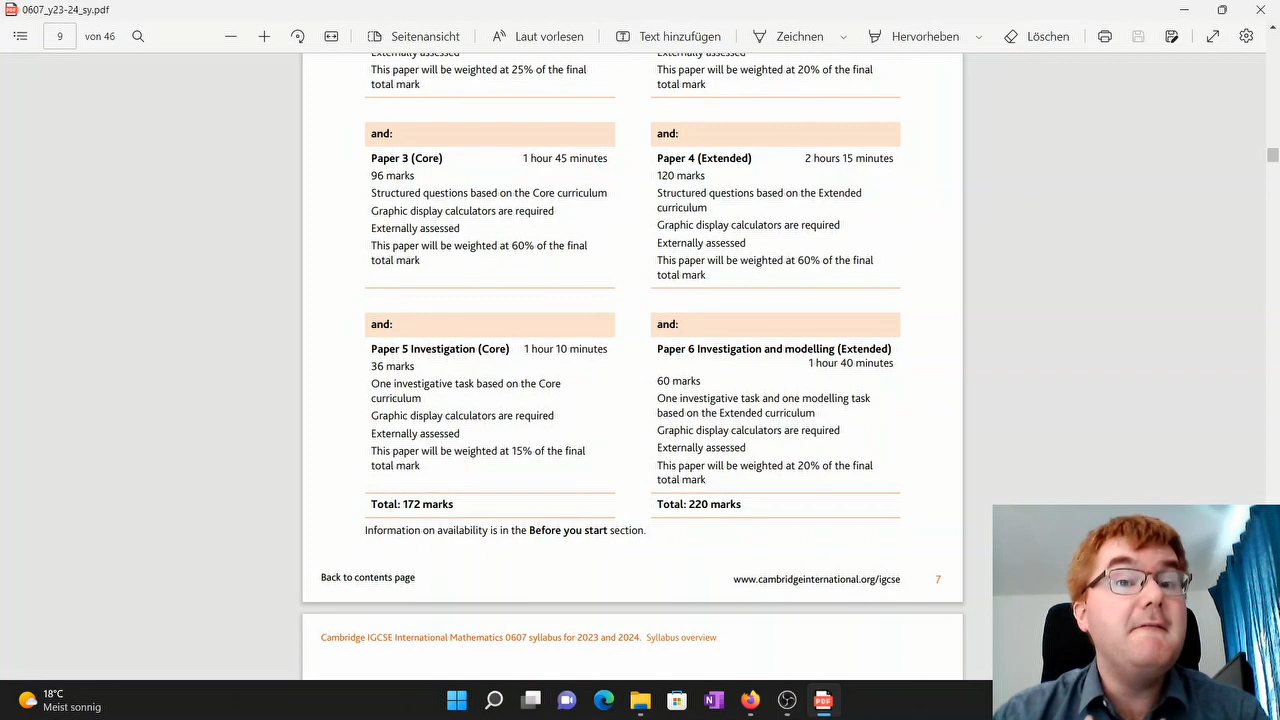 0607_y23-24_sy.pdf
9 von 46 Seitenansicht Laut vorlesen Text hinzufügen Zeichnen Hervorheben Löschen
Externally assessed
This paper will be weighted at 25% of the final
total mark
Externally assessed
This paper will be weighted at 20% of the final
total mark
and:
Paper 3 (Core) 1 hour 45 minutes
96 marks
Structured questions based on the Core curriculum
Graphic display calculators are required
Externally assessed
This paper will be weighted at 60% of the final
total mark
and:
Paper 4 (Extended) 2 hours 15 minutes
120 marks
Structured questions based on the Extended
curriculum
Graphic display calculators are required
Externally assessed
This paper will be weighted at 60% of the final
total mark
and:
Paper 5 Investigation (Core) 1 hour 10 minutes
36 marks
One investigative task based on the Core
curriculum
Graphic display calculators are required
Externally assessed
This paper will be weighted at 15% of the final
total mark
Total: 172 marks
and:
Paper 6 Investigation and modelling (Extended)
1 hour 40 minutes
60 marks
One investigative task and one modelling task
based on the Extended curriculum
Graphic display calculators are required
Externally assessed
This paper will be weighted at 20% of the final
total mark
Total: 220 marks
Information on availability is in the Before you start section.
Back to contents page www.cambridgeinternational.org/igcse 7
Cambridge IGCSE International Mathematics 0607 syllabus for 2023 and 2024. Syllabus overview
18°C
Meist sonnig
PDF